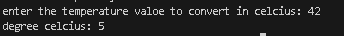 enter the temperature valoe to convert in celcius: 42
degree celcius: 5